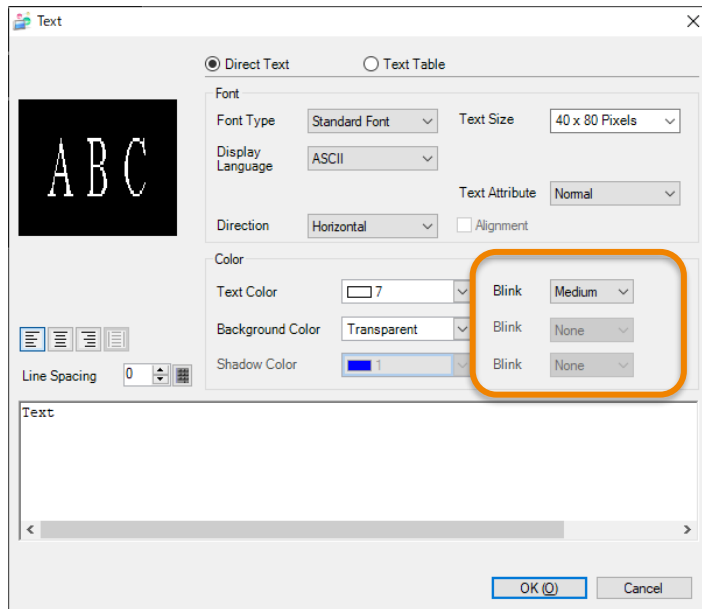 Text
Direct Text Text Table
Font
Font Type Standard Font Text Size 40 x 80 Pixels
Display Language ASCII
Text Attribute Normal
Direction Horizontal Alignment
ABC
Color
Text Color 7 Blink Medium
Background Color Transparent Blink None
Shadow Color 1 Blink None
Line Spacing 0
Text
OK (O) Cancel